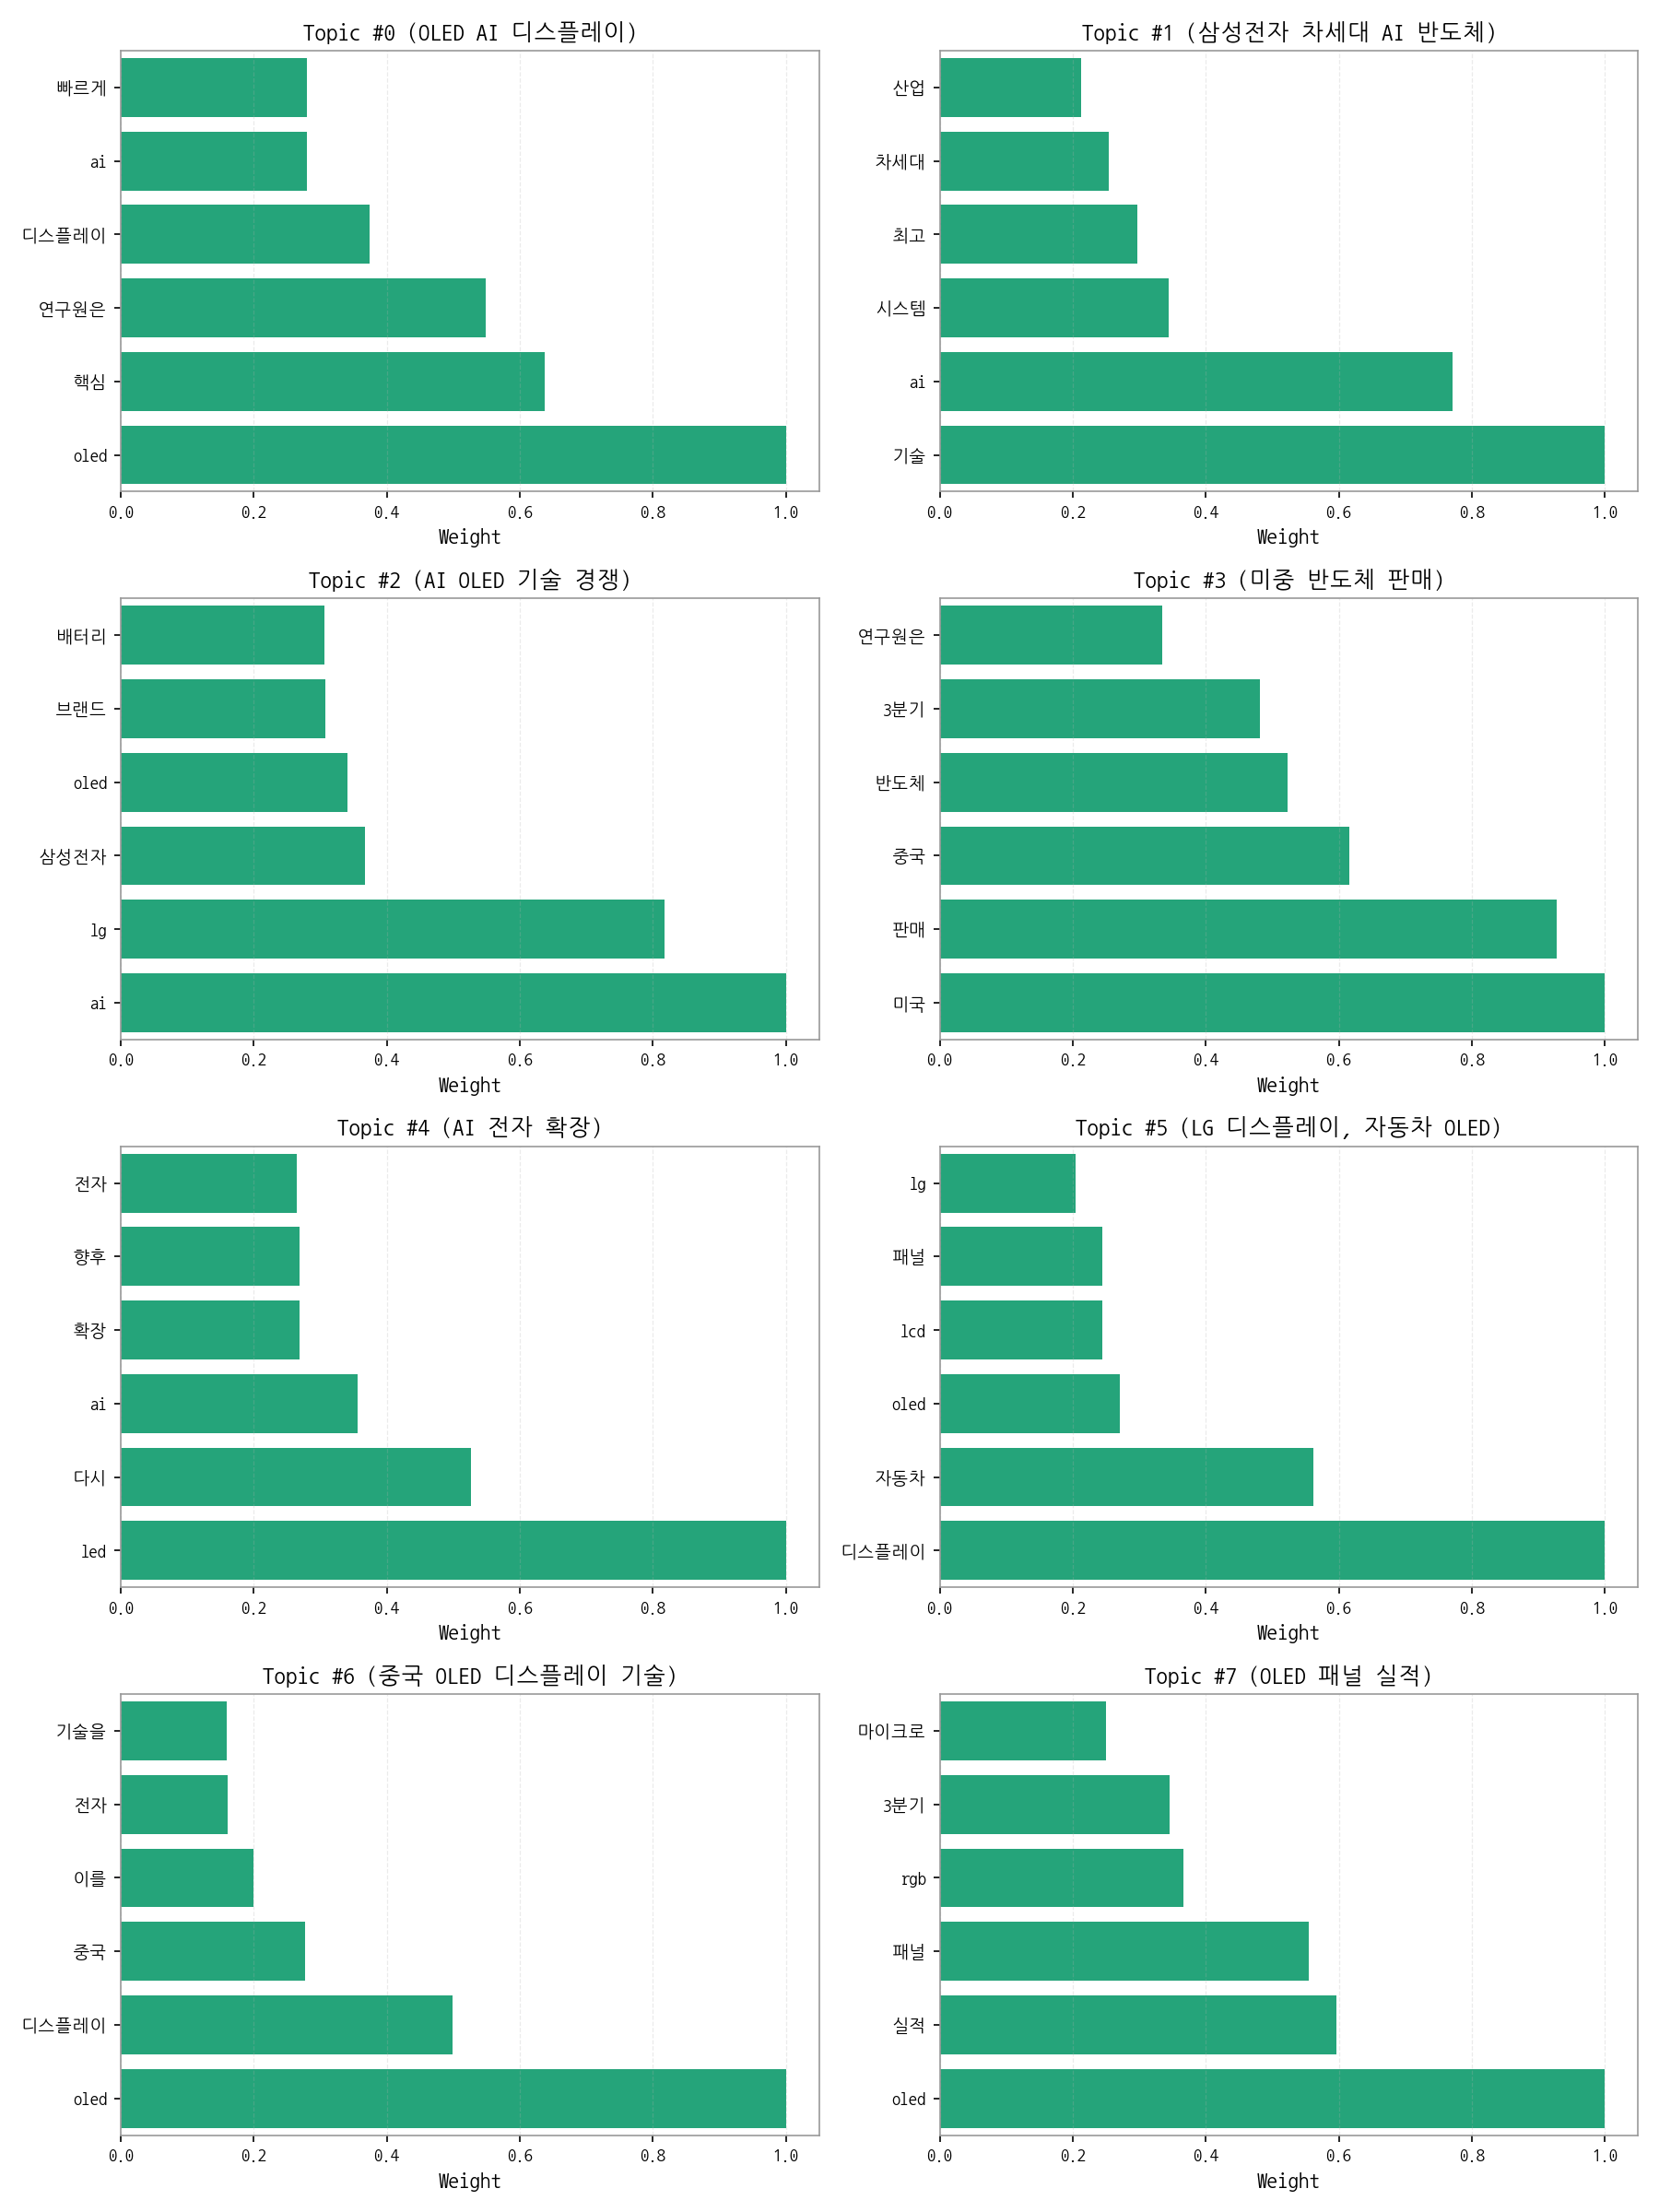 Topic #0 (OLED AI 디스플레이)
빠르게
ai
디스플레이
연구원은
핵심
oled
0.0 0.2 0.4 0.6 0.8 1.0
Weight
Topic #1 (삼성전자 차세대 AI 반도체)
산업
차세대
최고
시스템
ai
기술
0.0 0.2 0.4 0.6 0.8 1.0
Weight
Topic #2 (AI OLED 기술 경쟁)
배터리
브랜드
oled
삼성전자
lg
ai
0.0 0.2 0.4 0.6 0.8 1.0
Weight
Topic #3 (미중 반도체 판매)
연구원은
3분기
반도체
중국
판매
미국
0.0 0.2 0.4 0.6 0.8 1.0
Weight
Topic #4 (AI 전자 확장)
전자
향후
확장
ai
다시
led
0.0 0.2 0.4 0.6 0.8 1.0
Weight
Topic #5 (LG 디스플레이, 자동차 OLED)
lg
패널
lcd
oled
자동차
디스플레이
0.0 0.2 0.4 0.6 0.8 1.0
Weight
Topic #6 (중국 OLED 디스플레이 기술)
기술을
전자
이를
중국
디스플레이
oled
0.0 0.2 0.4 0.6 0.8 1.0
Weight
Topic #7 (OLED 패널 실적)
마이크로
3분기
rgb
패널
실적
oled
0.0 0.2 0.4 0.6 0.8 1.0
Weight